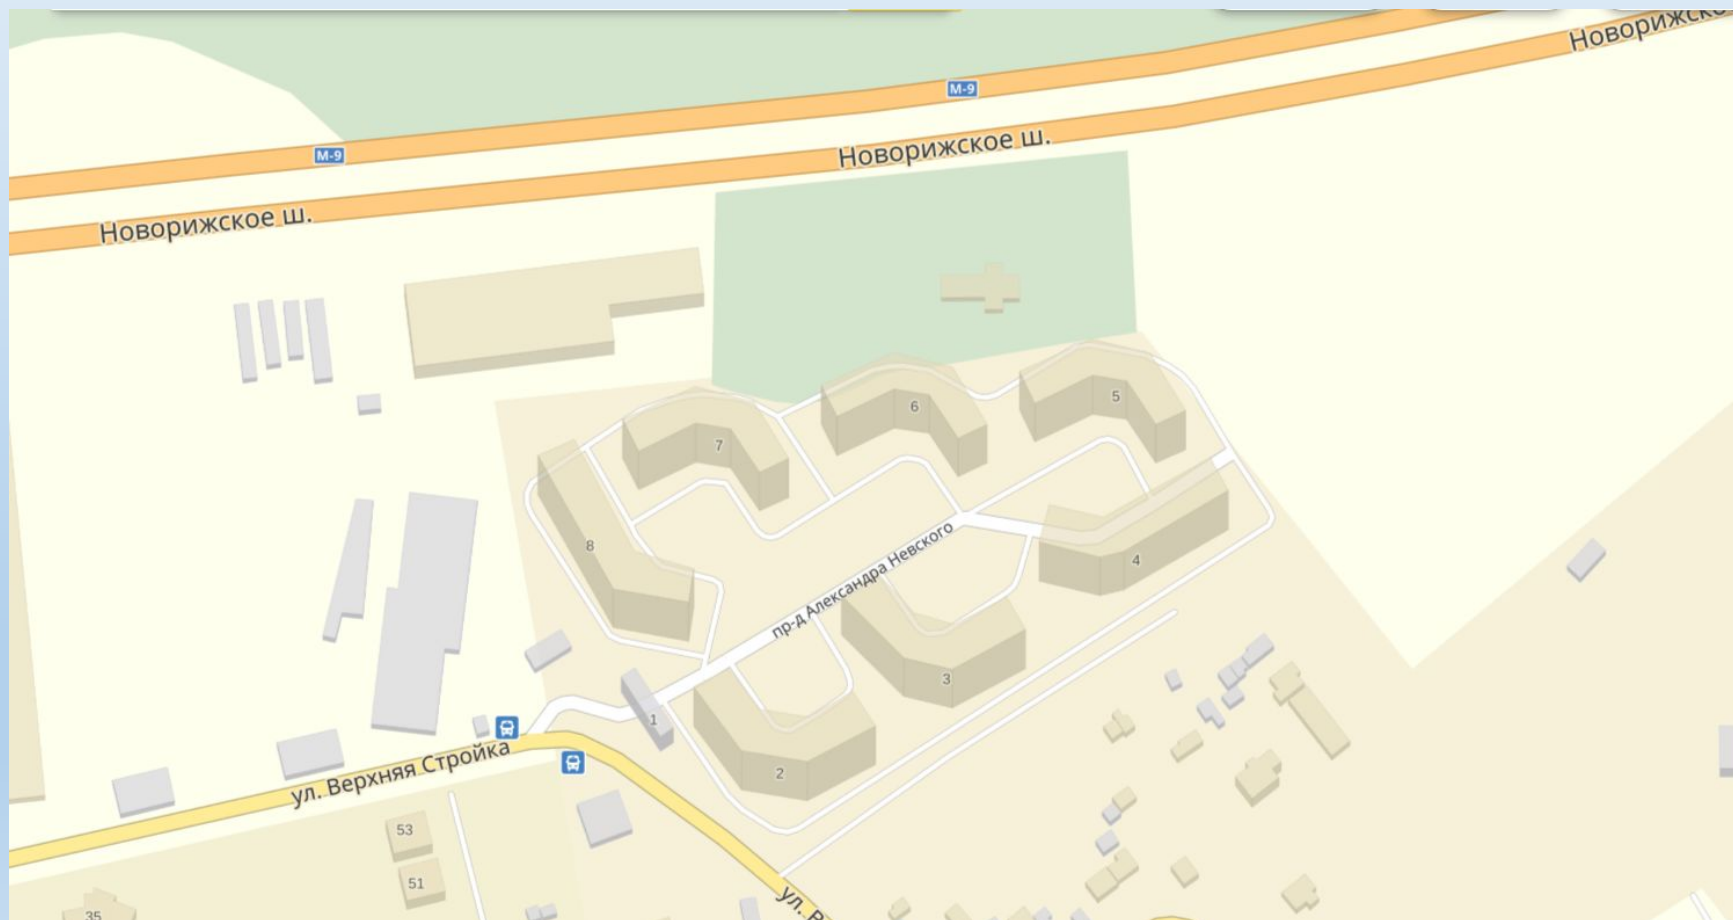 Новорижск
М-9
Новорижское ш.
М-9
Новорижское ш.
5
6
7
8
пр-д Александра Невского
4
3
1
2
ул. Верхняя Стройка
53
51
35
ул. В